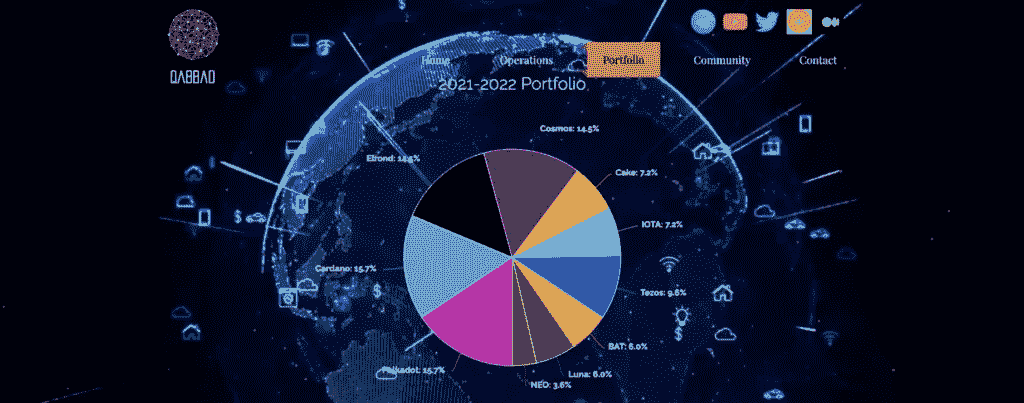 QABBAO
Home
Operations
Portfolio
Community
Contact
2021-2022 Portfolio
Cosmos: 14.5%
Elrond: 14.5%
Cake: 7.2%
IOTA: 7.2%
Cardano: 15.7%
Tezos: 9.6%
BAT: 6.0%
Polkadot: 15.7%
Luna: 6.0%
NEO: 3.6%